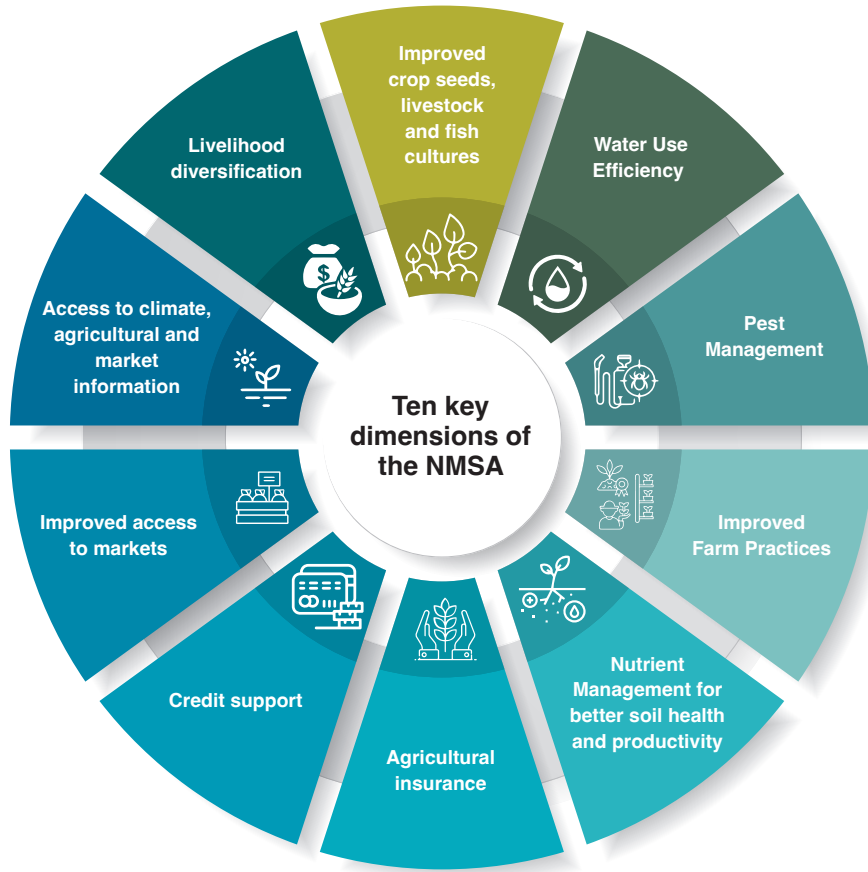 Ten key
dimensions of
the NMSA
Improved
crop seeds,
livestock
and fish
cultures
Water Use
Efficiency
Pest
Management
Improved
Farm Practices
Nutrient
Management for
better soil health
and productivity
Agricultural
insurance
Credit support
Improved access
to markets
Access to climate,
agricultural and
market
information
Livelihood
diversification
$